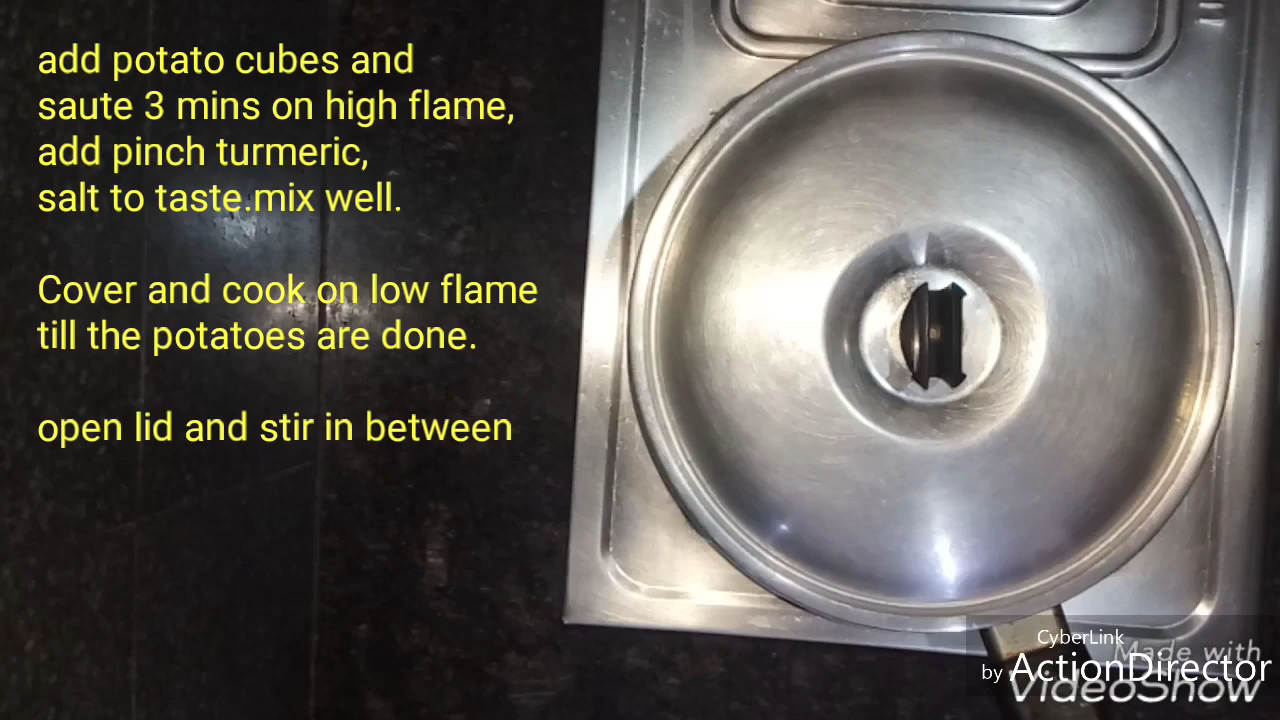 add potato cubes and
saute 3 mins on high flame,
add pinch turmeric,
salt to taste.mix well.
Cover and cook on low flame
till the potatoes are done.
open lid and stir in between
CyberLink
by ActionDirector
Made with
VideoShow